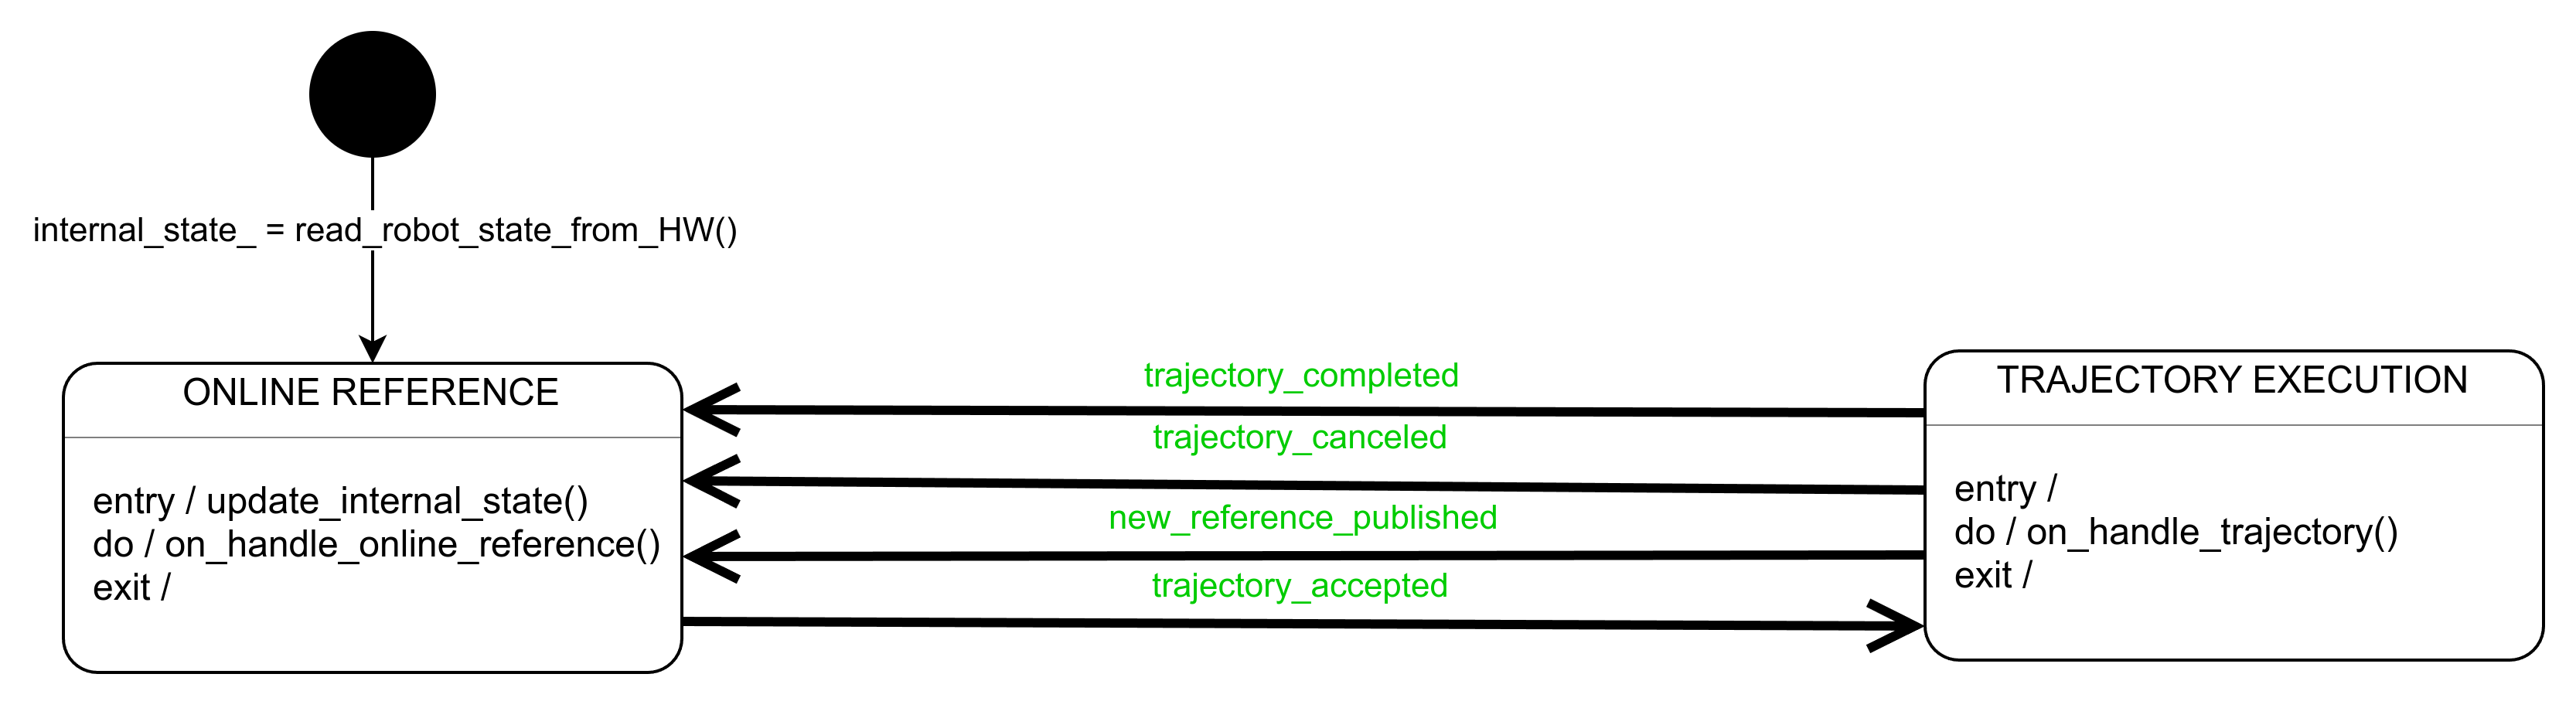 internal_state_ = read_robot_state_from_HW()
ONLINE REFERENCE
entry / update_internal_state()
do / on_handle_online_reference()
exit /
trajectory_completed
trajectory_canceled
new_reference_published
trajectory_accepted
TRAJECTORY EXECUTION
entry /
do / on_handle_trajectory()
exit /